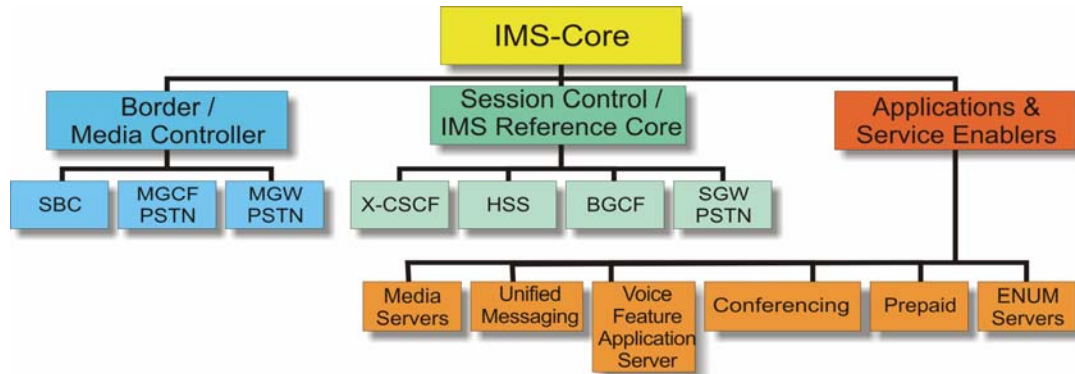 IMS-Core
Border /
Media Controller
Session Control /
IMS Reference Core
Applications &
Service Enablers
SBC
MGCF
PSTN
MGW
PSTN
X-CSCF
HSS
BGCF
SGW
PSTN
Media
Servers
Unified
Messaging
Voice
Feature
Application
Server
Conferencing
Prepaid
ENUM
Servers